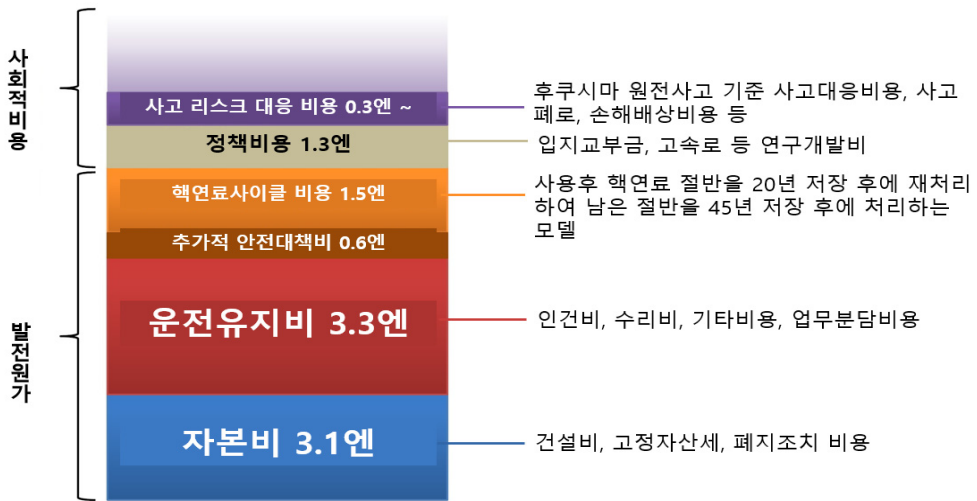 사회적비용
사고 리스크 대응 비용 0.3엔 ~
후쿠시마 원전사고 기준 사고대응비용, 사고
폐로, 손해배상비용 등
정책비용 1.3엔
입지교부금, 고속로 등 연구개발비
핵연료사이클 비용 1.5엔
사용후 핵연료 절반을 20년 저장 후에 재처리
하여 남은 절반을 45년 저장 후에 처리하는
모델
추가적 안전대책비 0.6엔
발전원가
운전유지비 3.3엔
인건비, 수리비, 기타비용, 업무분담비용
자본비 3.1엔
건설비, 고정자산세, 폐지조치 비용